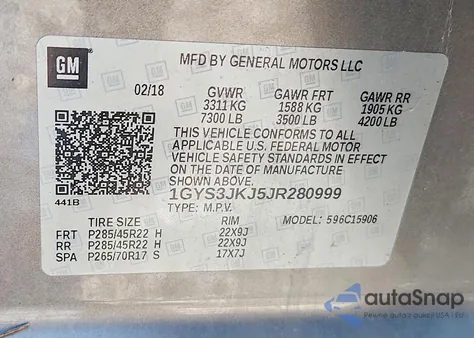 GM
MFD BY GENERAL MOTORS LLC
02/18 GVWR GAWR FRT GAWR RR
3311 KG 1588 KG 1905 KG
7300 LB 3500 LB 4200 LB
THIS VEHICLE CONFORMS TO ALL
APPLICABLE U.S. FEDERAL MOTOR
VEHICLE SAFETY STANDARDS IN EFFECT
ON THE DATE OF MANUFACTURE
SHOWN ABOVE.
1GYS3JKJ5JR280999
441B
TYPE: M.P.V.
MODEL: 596C15906
TIRE SIZE RIM
FRT P285/45R22 H 22X9J
RR P285/45R22 H 22X9J
SPA P265/70R17 S 17X7J
autoSnap